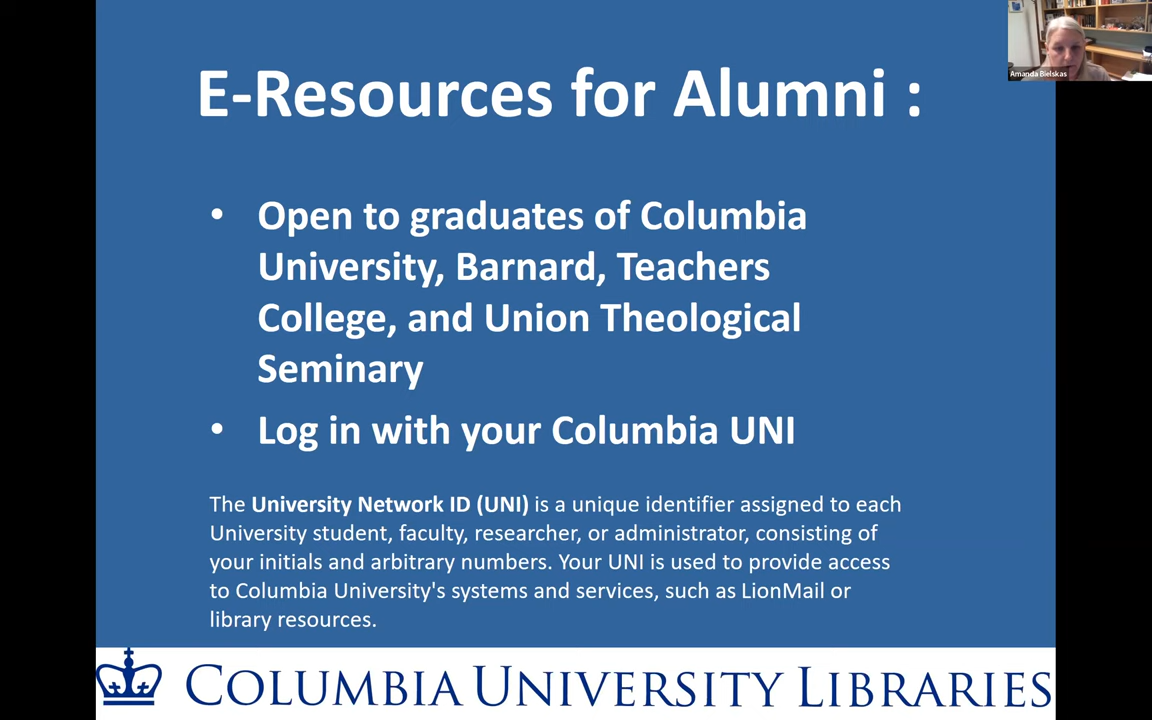 E-Resources for Alumni :
Amanda Bielskas
• Open to graduates of Columbia
University, Barnard, Teachers
College, and Union Theological
Seminary
• Log in with your Columbia UNI
The University Network ID (UNI) is a unique identifier assigned to each
University student, faculty, researcher, or administrator, consisting of
your initials and arbitrary numbers. Your UNI is used to provide access
to Columbia University's systems and services, such as LionMail or
library resources.
COLUMBIA UNIVERSITY LIBRARIES